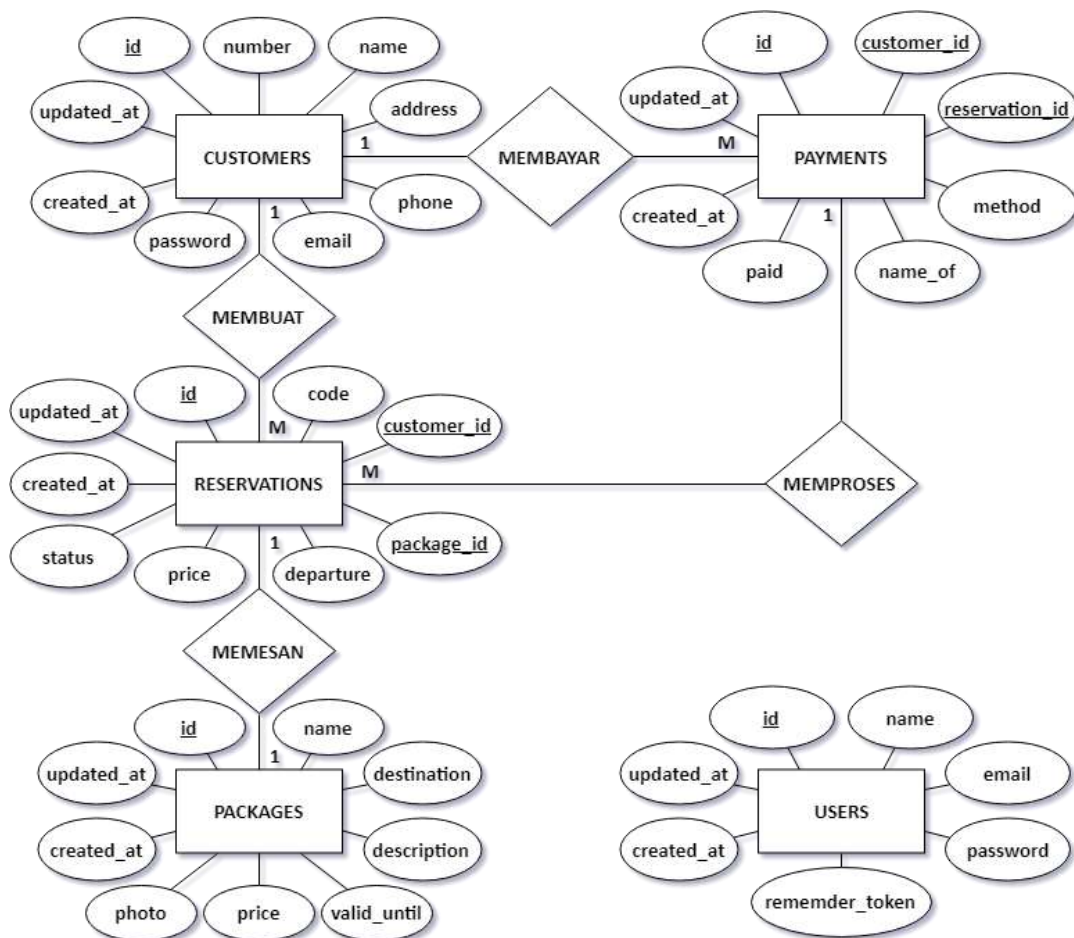 id
number
name
updated_at
address
CUSTOMERS
created_at
phone
password
email
1
1
MEMBAYAR
M
id
customer_id
updated_at
reservation_id
PAYMENTS
created_at
method
paid
name_of
1
MEMBUAT
id
code
updated_at
customer_id
M
M
RESERVATIONS
created_at
MEMPROSES
status
package_id
price
departure
1
MEMESAN
id
name
1
updated_at
destination
PACKAGES
created_at
description
photo
price
valid_until
id
name
updated_at
email
USERS
created_at
password
rememder_token